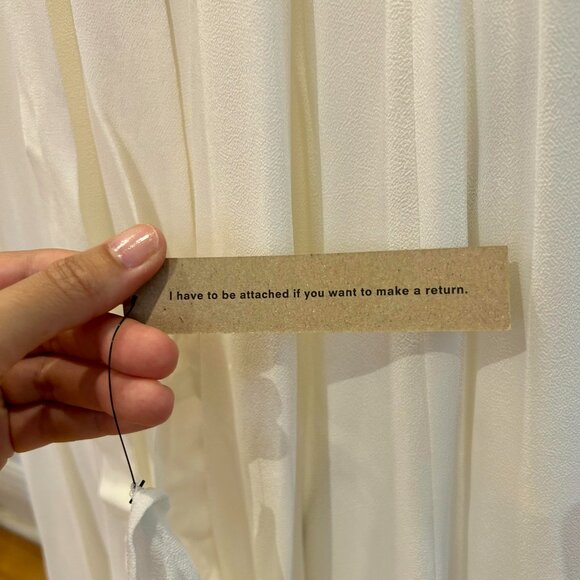 I have to be attached if you want to make a return.